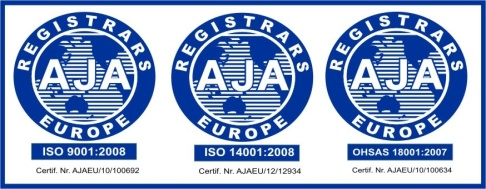 REGISTRARS
AJA
EUROPE
ISO 9001:2008
Certif. Nr. AJAEU/10/100692
REGISTRARS
AJA
EUROPE
ISO 14001:2008
Certif. Nr. AJAEU/12/12934
REGISTRARS
AJA
EUROPE
OHSAS 18001:2007
Certif. Nr. AJAEU/10/100634